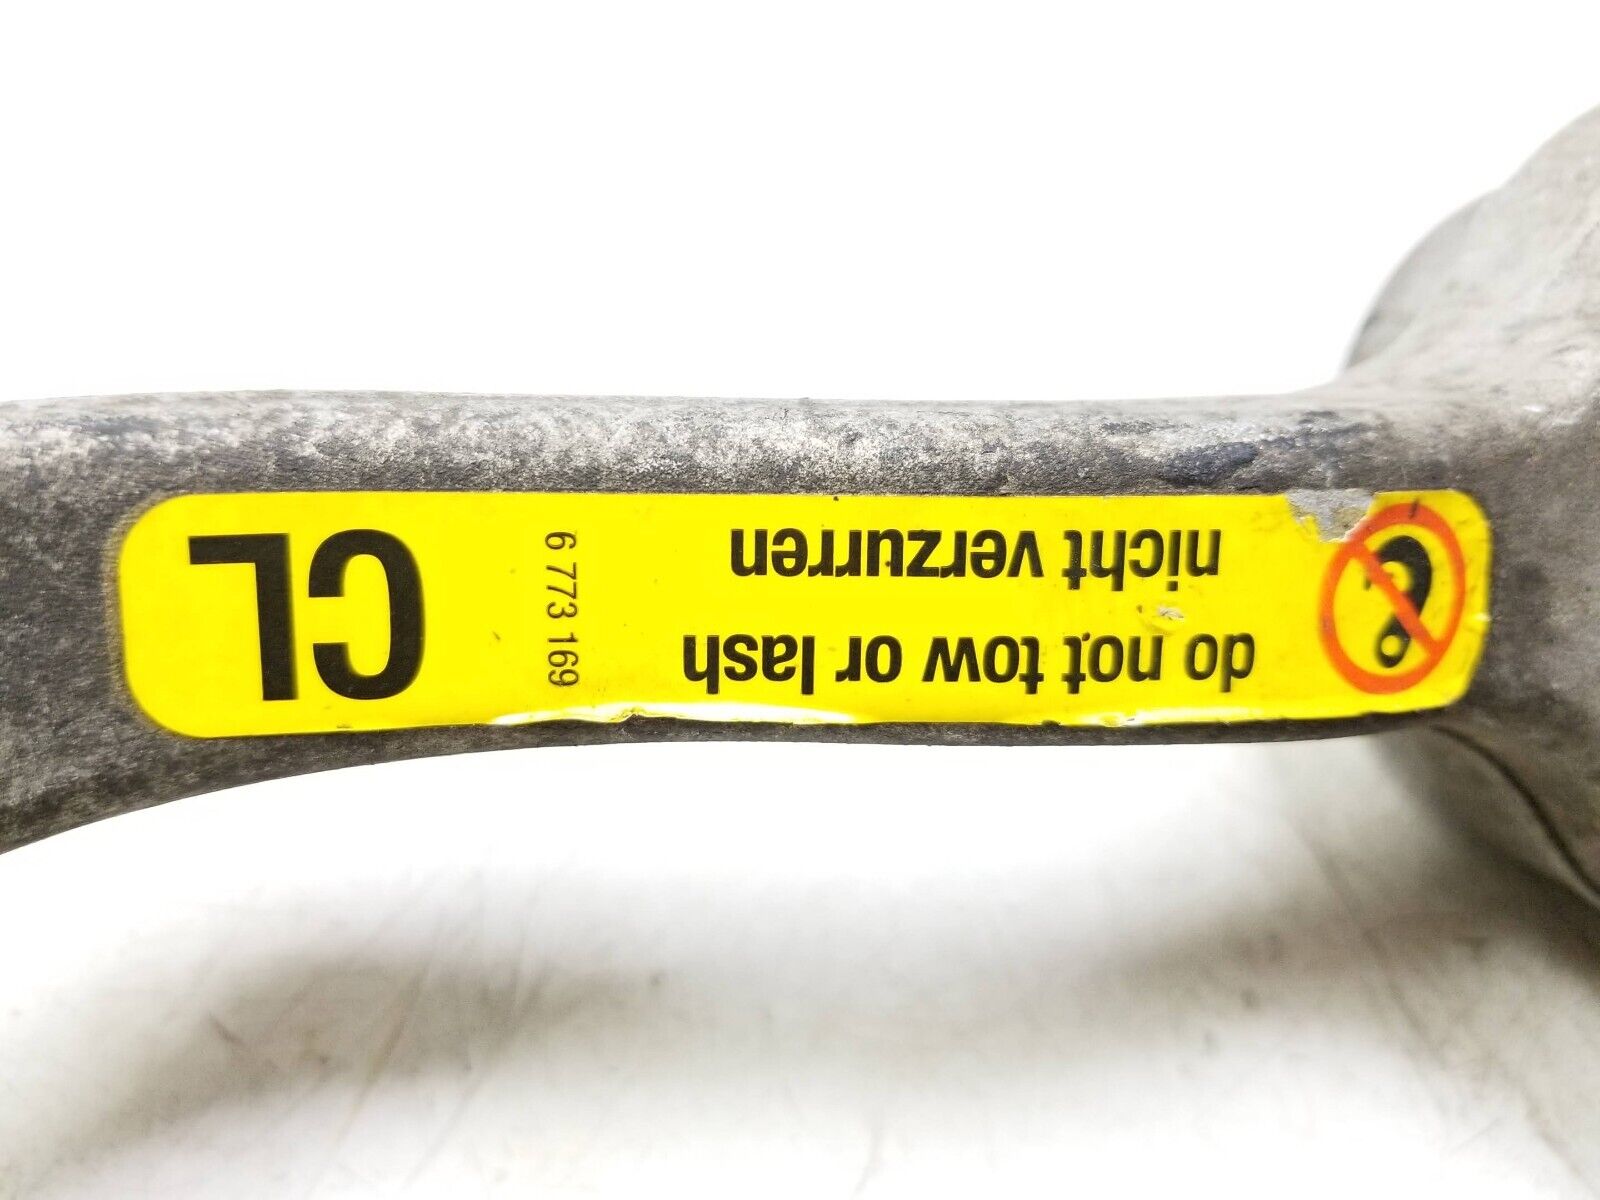 do not tow or lash
nicht verzurren
6 773 169
CL